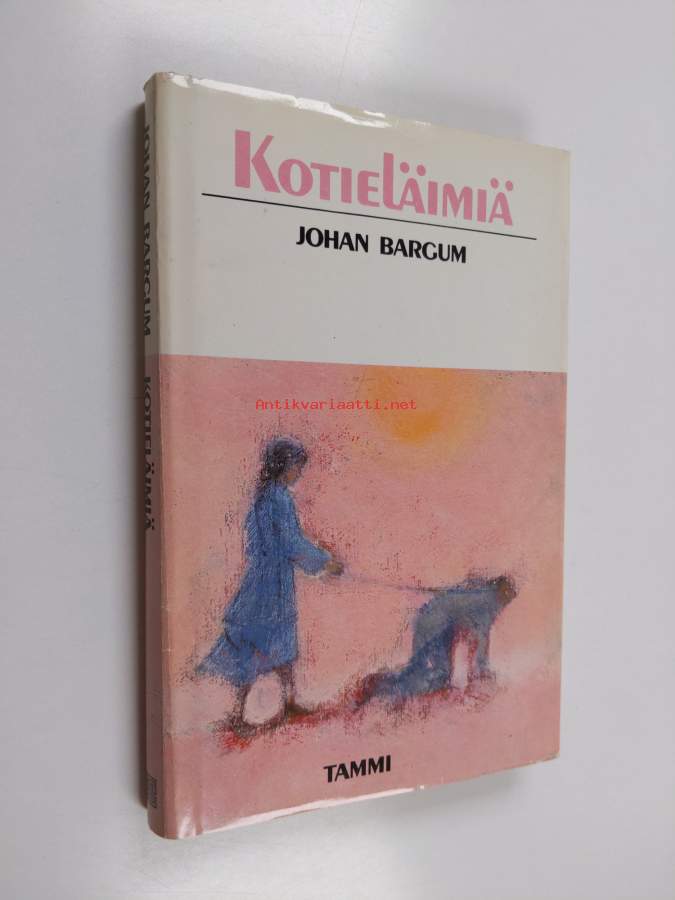 KOTIELÄIMIÄ
JOHAN BARGUM
JOHAN BARGUM KOTIELÄIMIÄ
Antikvariaatti.net
TAMMI